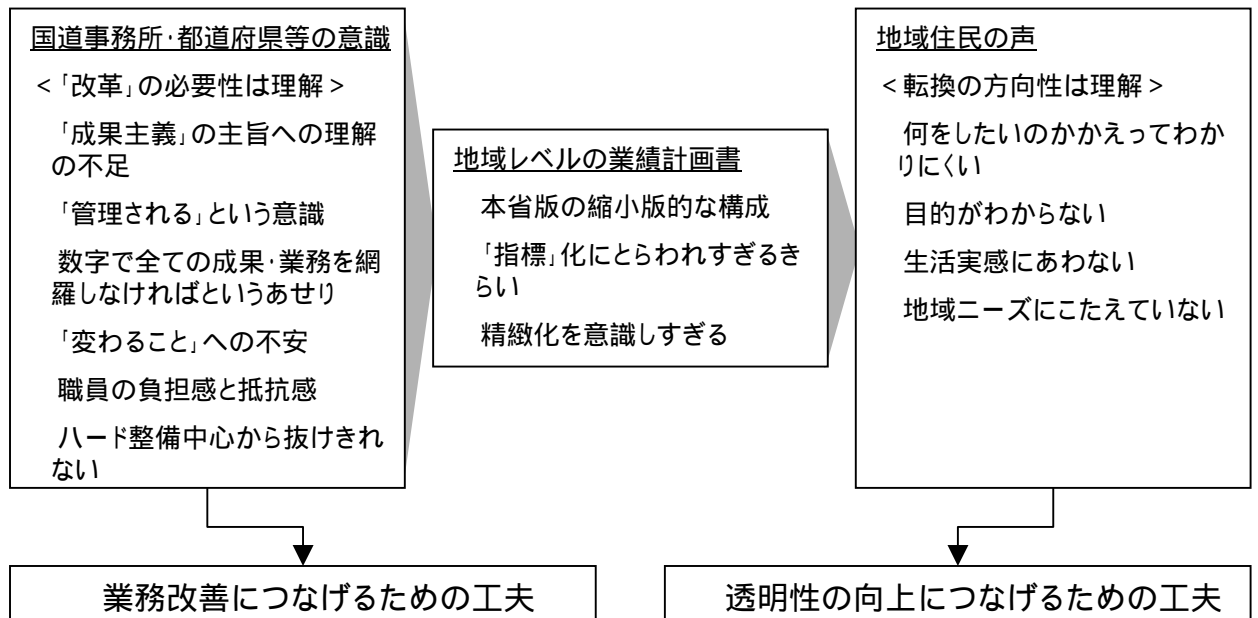 国道事務所・都道府県等の意識
＜「改革」の必要性は理解＞
「成果主義」の主旨への理解
の不足
「管理される」という意識
数字で全ての成果・業務を網
羅しなければというあせり
「変わること」への不安
職員の負担感と抵抗感
ハード整備中心から抜けきれ
ない
地域レベルの業績計画書
本省版の縮小版的な構成
「指標」化にとらわれすぎるき
らい
精緻化を意識しすぎる
地域住民の声
＜転換の方向性は理解＞
何をしたいのかかえってわか
りにくい
目的がわからない
生活実感にあわない
地域ニーズにこたえていない
業務改善につなげるための工夫
透明性の向上につなげるための工夫